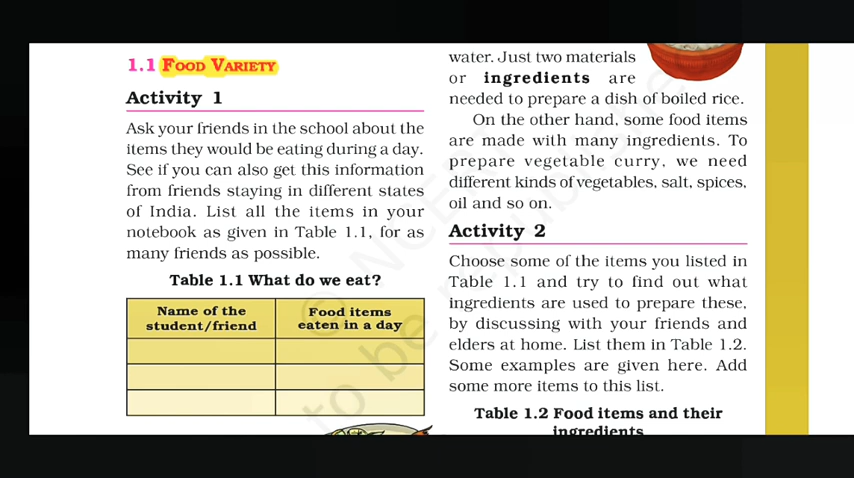 1.1 FOOD VARIETY
Activity 1
Ask your friends in the school about the
items they would be eating during a day.
See if you can also get this information
from friends staying in different states
of India. List all the items in your
notebook as given in Table 1.1, for as
many friends as possible.
Table 1.1 What do we eat?
Name of the
student/friend
Food items
eaten in a day
water. Just two materials
or ingredients are
needed to prepare a dish of boiled rice.
On the other hand, some food items
are made with many ingredients. To
prepare vegetable curry, we need
different kinds of vegetables, salt, spices,
oil and so on.
Activity 2
Choose some of the items you listed in
Table 1.1 and try to find out what
ingredients are used to prepare these,
by discussing with your friends and
elders at home. List them in Table 1.2.
Some examples are given here. Add
some more items to this list.
Table 1.2 Food items and their
ingredients
© NCERT
to be republishe